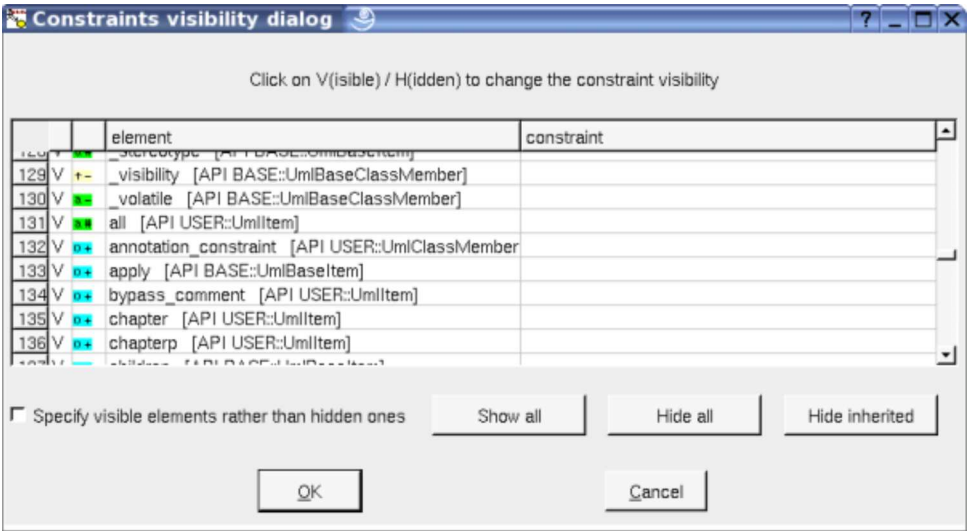 Constraints visibility dialog
Click on V(isible) / H(idden) to change the constraint visibility
element constraint
129 V _visibility [API BASE::UmlBaseClassMember]
130 V _volatile [API BASE::UmlBaseClassMember]
131 V all [API USER::UmlItem]
132 V annotation_constraint [API USER::UmlClassMember
133 V apply [API BASE::UmlBaseItem]
134 V bypass_comment [API USER::UmlItem]
135 V chapter [API USER::UmlItem]
136 V chapterp [API USER::UmlItem]
Specify visible elements rather than hidden ones Show all Hide all Hide inherited
OK Cancel